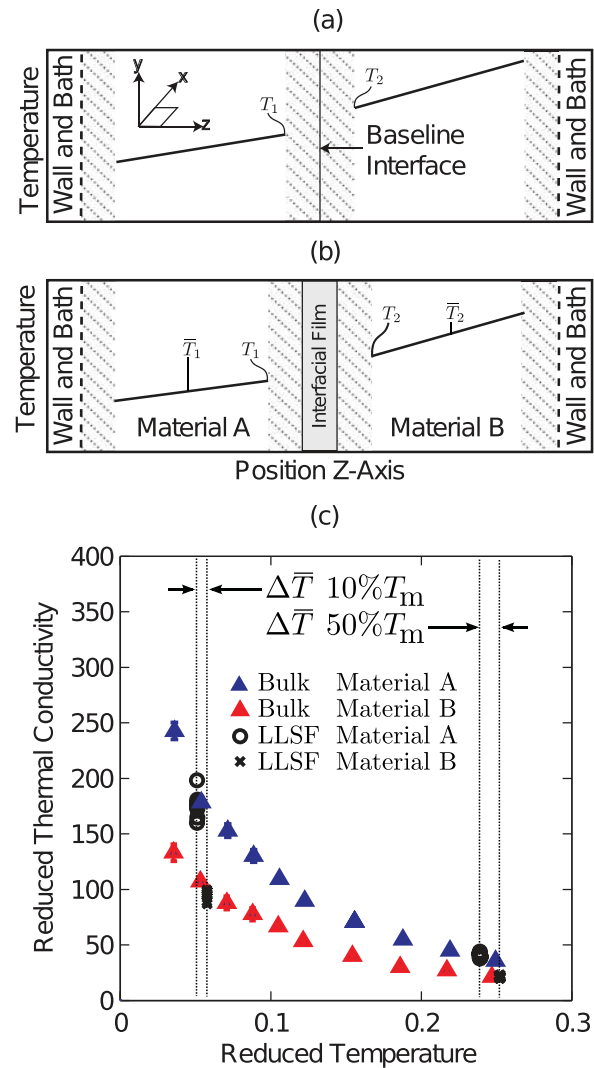 (a)
Temperature
Wall and Bath
y
x
z
T1
T2
Baseline
Interface
Wall and Bath
(b)
Temperature
Wall and Bath
T̅1
T1
Material A
Interfacial Film
T2
T̅2
Material B
Wall and Bath
Position Z-Axis
(c)
Reduced Thermal Conductivity
400
350
300
250
200
150
100
50
0
ΔT̅ 10%Tm
ΔT̅ 50%Tm
Bulk Material A
Bulk Material B
LLSF Material A
LLSF Material B
0 0.1 0.2 0.3
Reduced Temperature